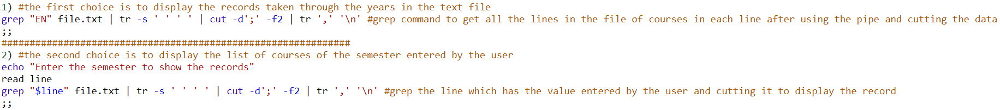 1) #the first choice is to display the records taken through the years in the text file
grep "EN" file.txt | tr -s ' ' ' ' | cut -d';' -f2 | tr ',' '\n' #grep command to get all the lines in the file of courses in each line after using the pipe and cutting the data
;;
##############################################################
2) #the second choice is to display the list of courses of the semester entered by the user
echo "Enter the semester to show the records"
read line
grep "$line" file.txt | tr -s ' ' ' ' | cut -d';' -f2 | tr ',' '\n' #grep the line which has the value entered by the user and cutting it to display the record
;;